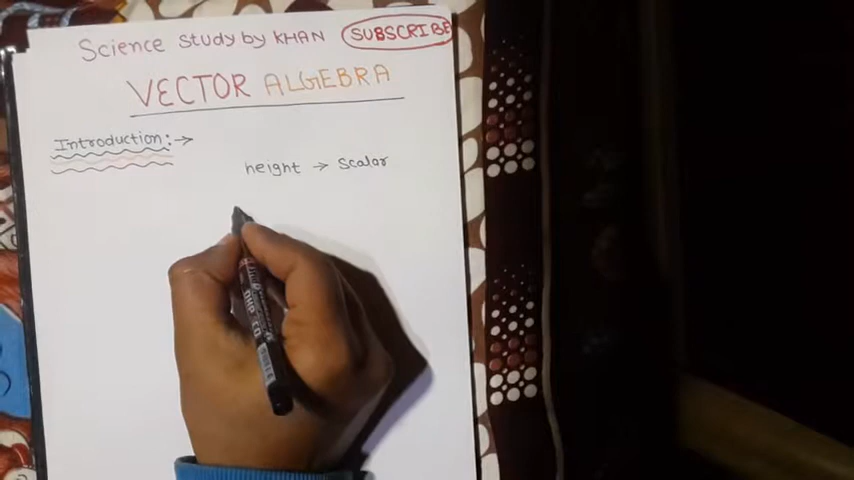 Science Study by KHAN SUBSCRIBE
VECTOR ALGEBRA
Introduction :→
height → Scalar